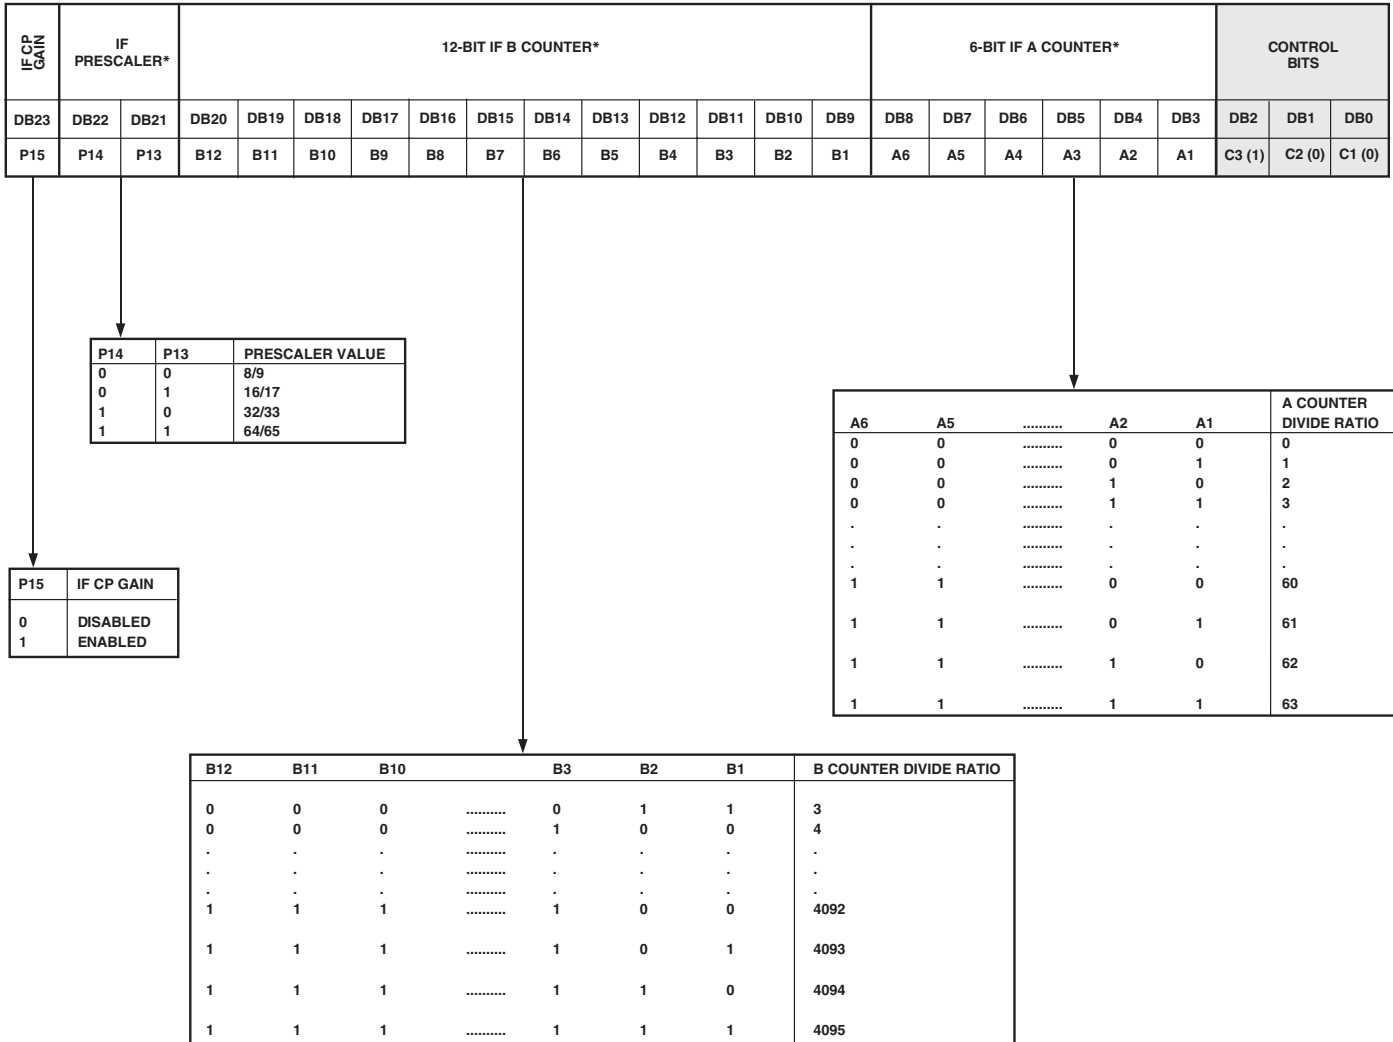 IF CP GAIN IF PRESCALER* 12-BIT IF B COUNTER* 6-BIT IF A COUNTER* CONTROL BITS
DB23 DB22 DB21 DB20 DB19 DB18 DB17 DB16 DB15 DB14 DB13 DB12 DB11 DB10 DB9 DB8 DB7 DB6 DB5 DB4 DB3 DB2 DB1 DB0
P15 P14 P13 B12 B11 B10 B9 B8 B7 B6 B5 B4 B3 B2 B1 A6 A5 A4 A3 A2 A1 C3 (1) C2 (0) C1 (0)
P14 P13 PRESCALER VALUE
0 0 8/9
0 1 16/17
1 0 32/33
1 1 64/65
A6 A5 .......... A2 A1 A COUNTER DIVIDE RATIO
0 0 .......... 0 0 0
0 0 .......... 0 1 1
0 0 .......... 1 0 2
0 0 .......... 1 1 3
. . .......... . . .
. . .......... . . .
. . .......... . . .
1 1 .......... 0 0 60
1 1 .......... 0 1 61
1 1 .......... 1 0 62
1 1 .......... 1 1 63
P15 IF CP GAIN
0 DISABLED
1 ENABLED
B12 B11 B10 B3 B2 B1 B COUNTER DIVIDE RATIO
0 0 0 .......... 0 1 1 3
0 0 0 .......... 1 0 0 4
. . . .......... . . . .
. . . .......... . . . .
. . . .......... . . . .
1 1 1 .......... 1 0 0 4092
1 1 1 .......... 1 0 1 4093
1 1 1 .......... 1 1 0 4094
1 1 1 .......... 1 1 1 4095